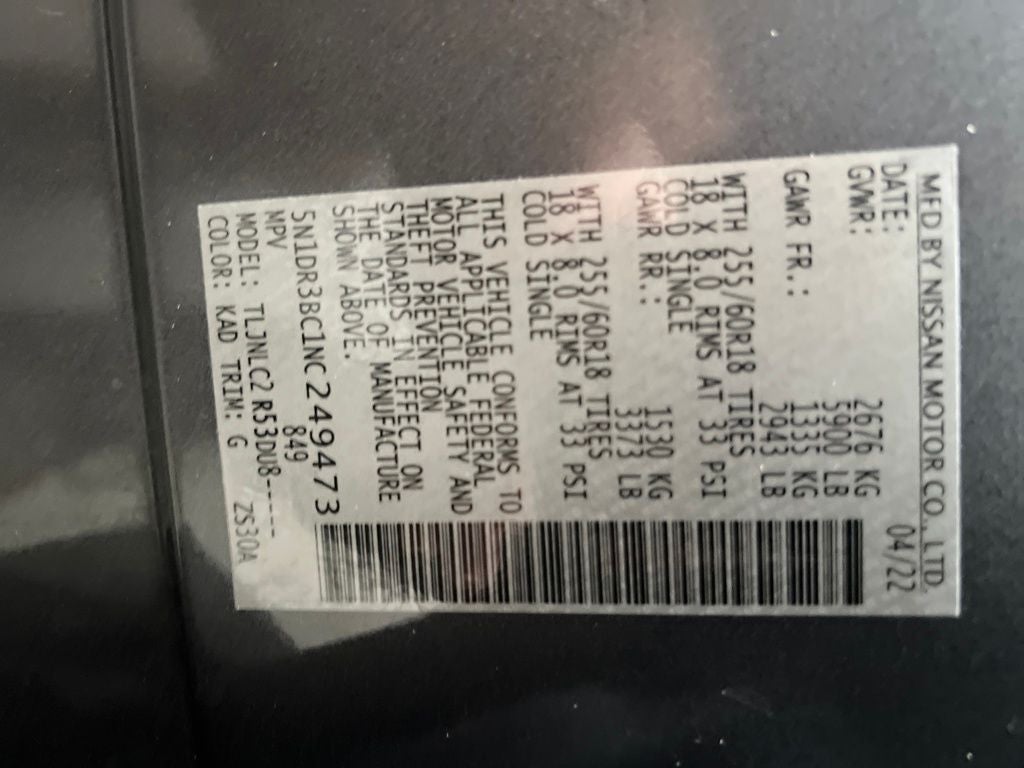 MFD BY NISSAN MOTOR CO., LTD.
DATE: 04/22
GVWR: 2676 KG
5900 LB
GAWR FR.: 1335 KG
2943 LB
WITH 255/60R18 TIRES
18 X 8.0 RIMS AT 33 PSI
COLD SINGLE
GAWR RR.: 1530 KG
3373 LB
WITH 255/60R18 TIRES
18 X 8.0 RIMS AT 33 PSI
COLD SINGLE
THIS VEHICLE CONFORMS TO
ALL APPLICABLE FEDERAL
MOTOR VEHICLE SAFETY AND
THEFT PREVENTION
STANDARDS IN EFFECT ON
THE DATE OF MANUFACTURE
SHOWN ABOVE.
5N1DR3BC1NC249473
NPV 849
MODEL: TLJNLC2 R53DU8-----
COLOR: KAD TRIM: G ZS30A